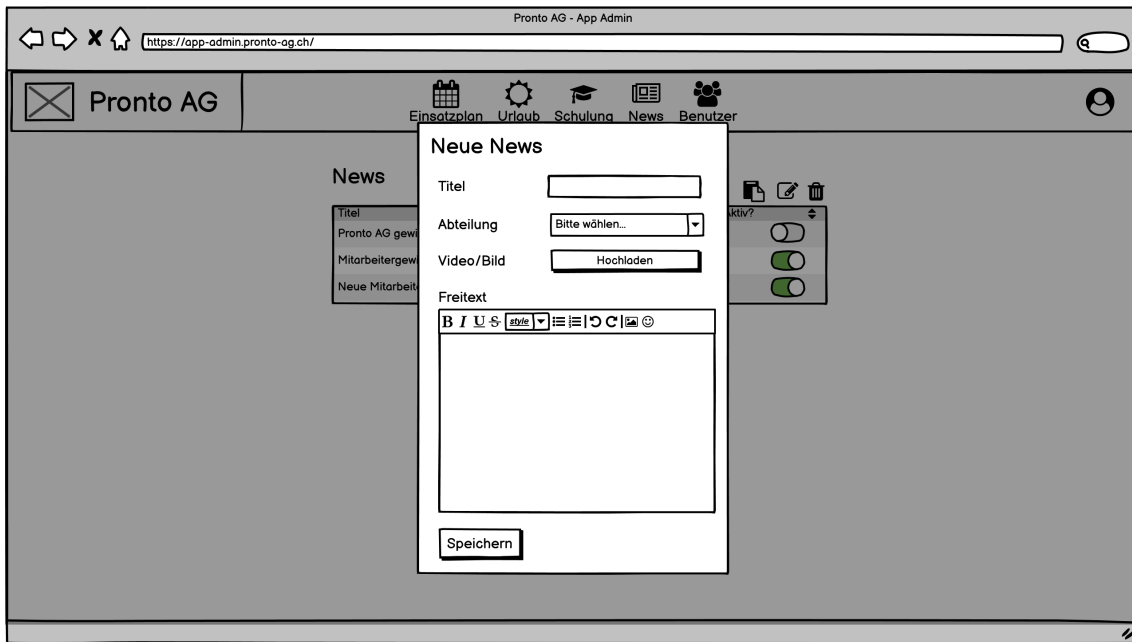 Pronto AG - App Admin
https://app-admin.pronto-ag.ch/
Pronto AG
Einsatzplan Urlaub Schulung News Benutzer
Neue News
News
Titel
Abteilung Bitte wählen...
Video/Bild Hochladen
Freitext
B I U S style
Speichern
Titel
Pronto AG gewi
Mitarbeitergew
Neue Mitarbeit
ktiv?